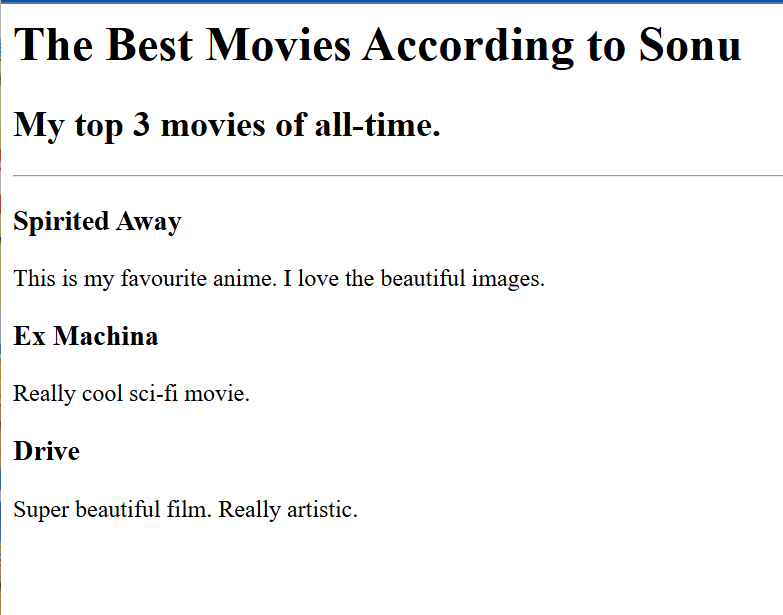 The Best Movies According to Sonu
My top 3 movies of all-time.
Spirited Away
This is my favourite anime. I love the beautiful images.
Ex Machina
Really cool sci-fi movie.
Drive
Super beautiful film. Really artistic.